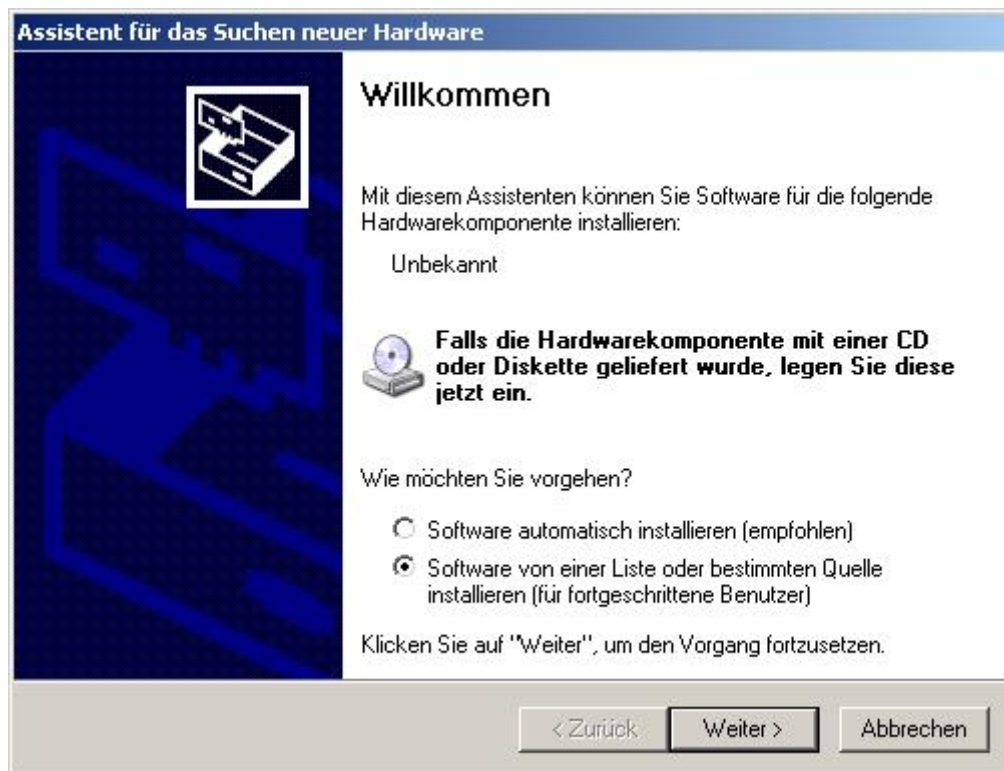 Assistent für das Suchen neuer Hardware
Willkommen
Mit diesem Assistenten können Sie Software für die folgende
Hardwarekomponente installieren:
Unbekannt
Falls die Hardwarekomponente mit einer CD
oder Diskette geliefert wurde, legen Sie diese
jetzt ein.
Wie möchten Sie vorgehen?
Software automatisch installieren (empfohlen)
Software von einer Liste oder bestimmten Quelle
installieren (für fortgeschrittene Benutzer)
Klicken Sie auf "Weiter", um den Vorgang fortzusetzen.
< Zurück Weiter > Abbrechen